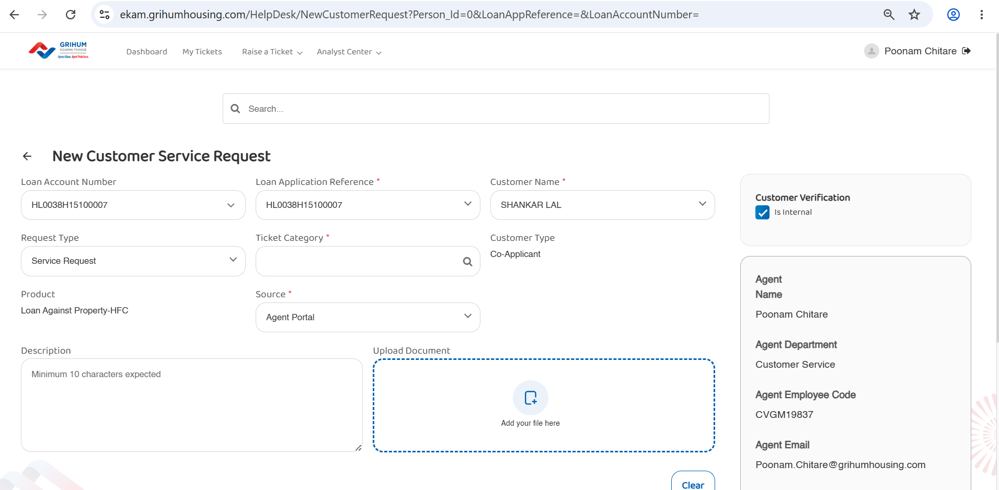 ekam.grihumhousing.com/HelpDesk/NewCustomerRequest?Person_Id=0&LoanAppReference=&LoanAccountNumber=
GRIHUM
HOUSING FINANCE
Apna Ghar. Apni Pehchan.
Dashboard
My Tickets
Raise a Ticket
Analyst Center
Poonam Chitare
Search...
New Customer Service Request
Loan Account Number
Loan Application Reference *
Customer Name *
HL0038H15100007
HL0038H15100007
SHANKAR LAL
Request Type
Ticket Category *
Customer Type
Service Request
Co-Applicant
Product
Source *
Loan Against Property-HFC
Agent Portal
Description
Upload Document
Minimum 10 characters expected
Add your file here
Clear
Customer Verification
Is Internal
Agent
Name
Poonam Chitare
Agent Department
Customer Service
Agent Employee Code
CVGM19837
Agent Email
Poonam.Chitare@grihumhousing.com